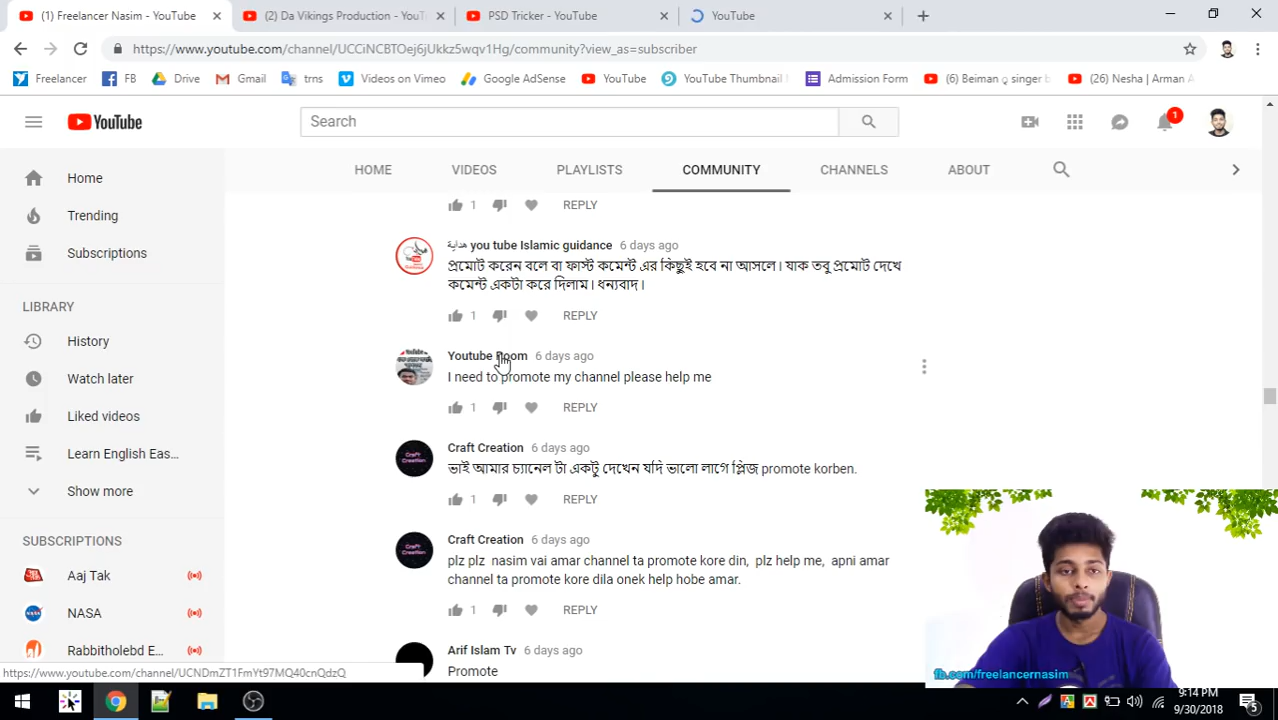 (1) Freelancer Nasim - YouTube
(2) Da Vikings Production - YouT
PSD Tricker - YouTube
YouTube
https://www.youtube.com/channel/UCCiNCBTOej6jUkkz5wqv1Hg/community?view_as=subscriber
Freelancer
FB
Drive
Gmail
trns
Videos on Vimeo
Google AdSense
YouTube
YouTube Thumbnail
Admission Form
(6) Beiman q singer b
(26) Nesha | Arman A
YouTube
Search
1
HOME
VIDEOS
PLAYLISTS
COMMUNITY
CHANNELS
ABOUT
Home
Trending
Subscriptions
LIBRARY
History
Watch later
Liked videos
Learn English Eas...
Show more
SUBSCRIPTIONS
Aaj Tak
NASA
Rabbitholebd E...
1 REPLY
هداية you tube Islamic guidance 6 days ago
প্রমোট করেন বলে বা ফাস্ট কমেন্ট এর কিছুই হবে না আসলে। যাক তবু প্রমোট দেখে
কমেন্ট একটা করে দিলাম। ধন্যবাদ।
1 REPLY
Youtube Room 6 days ago
I need to promote my channel please help me
1 REPLY
Craft Creation 6 days ago
ভাই আমার চ্যানেল টা একটু দেখেন যদি ভালো লাগে প্লিজ promote korben.
1 REPLY
Craft Creation 6 days ago
plz plz nasim vai amar channel ta promote kore din, plz help me, apni amar
channel ta promote kore dila onek help hobe amar.
1 REPLY
Arif Islam Tv 6 days ago
Promote
https://www.youtube.com/channel/UCNDmZT1FmYt97MQ40cnQdzQ
fb.com/freelancernasim
9:14 PM
9/30/2018
5